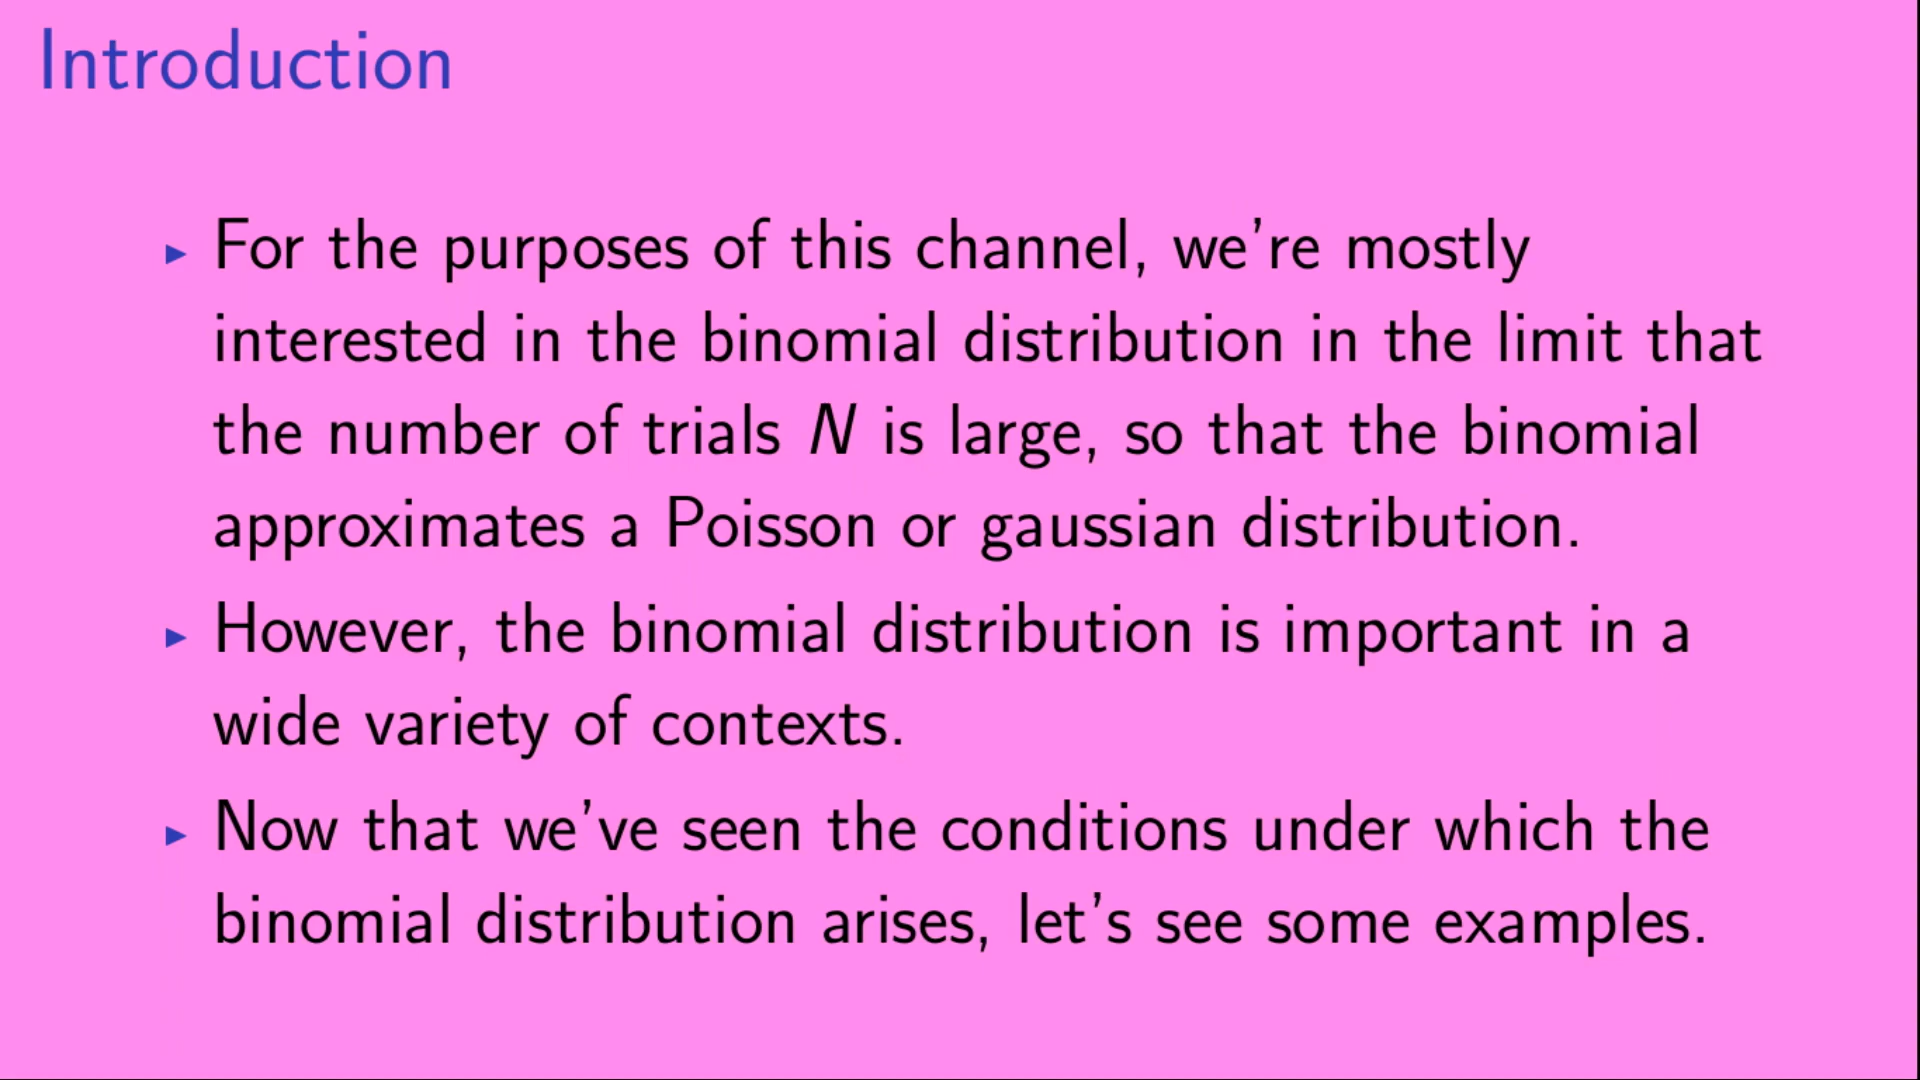 Introduction
▸ For the purposes of this channel, we're mostly
interested in the binomial distribution in the limit that
the number of trials N is large, so that the binomial
approximates a Poisson or gaussian distribution.
▸ However, the binomial distribution is important in a
wide variety of contexts.
▸ Now that we've seen the conditions under which the
binomial distribution arises, let's see some examples.